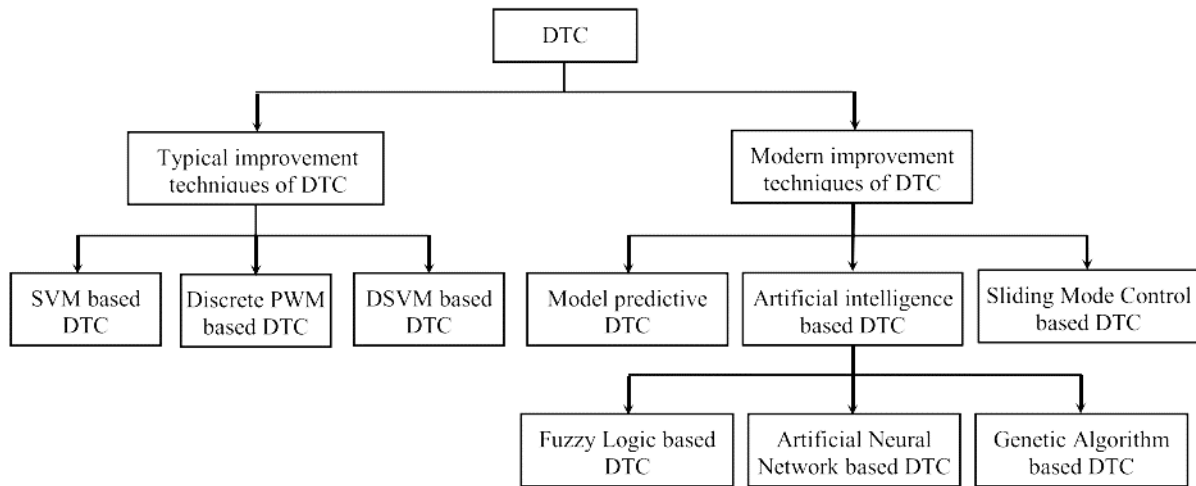 DTC
Typical improvement
techniques of DTC
Modern improvement
techniques of DTC
SVM based
DTC
Discrete PWM
based DTC
DSVM based
DTC
Model predictive
DTC
Artificial intelligence
based DTC
Sliding Mode Control
based DTC
Fuzzy Logic based
DTC
Artificial Neural
Network based DTC
Genetic Algorithm
based DTC